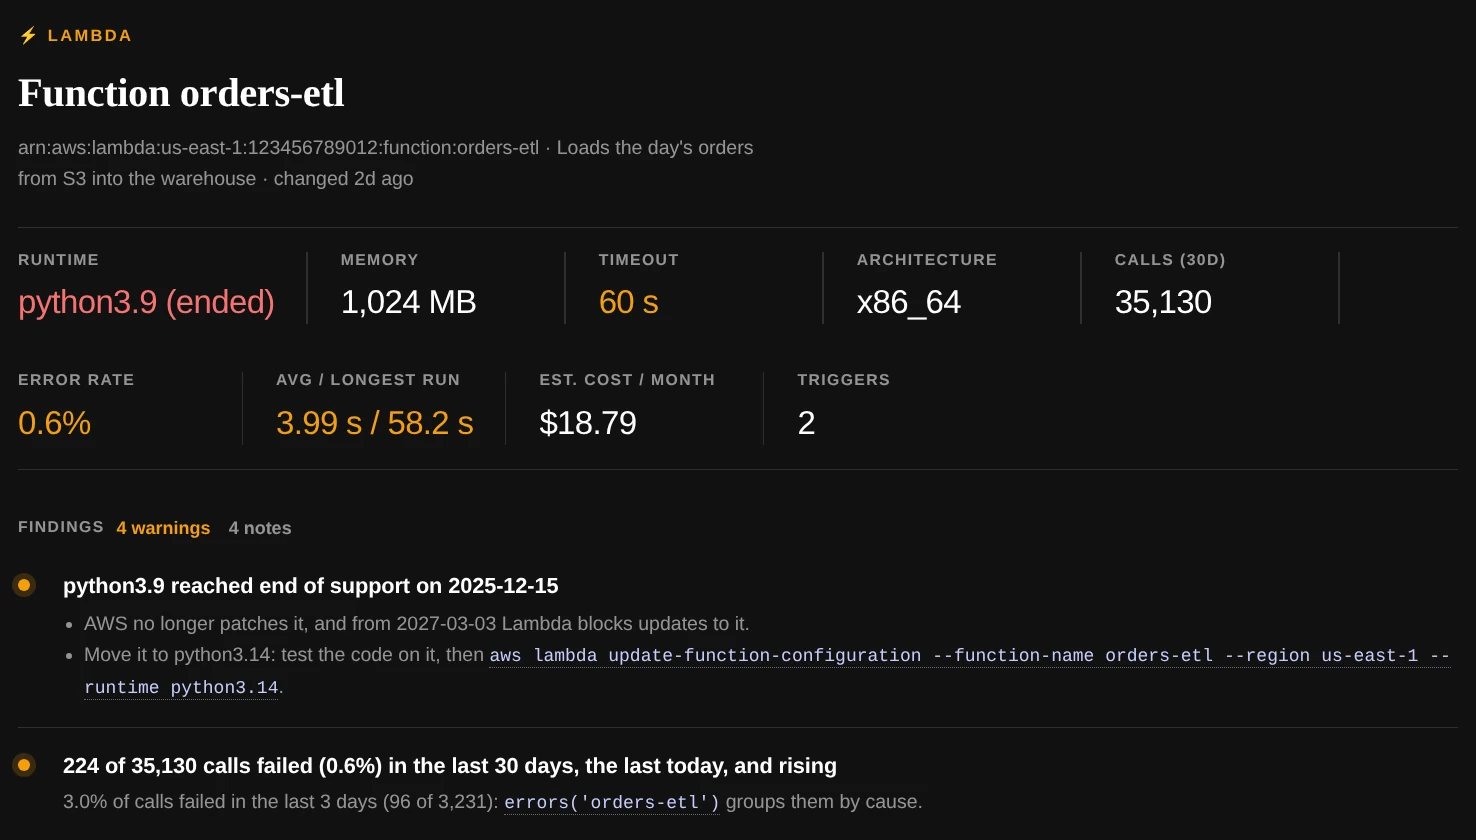 ⚡ LAMBDA
Function orders-etl
arn:aws:lambda:us-east-1:123456789012:function:orders-etl · Loads the day's orders
from S3 into the warehouse · changed 2d ago
RUNTIME
python3.9 (ended)
MEMORY
1,024 MB
TIMEOUT
60 s
ARCHITECTURE
x86_64
CALLS (30D)
35,130
ERROR RATE
0.6%
AVG / LONGEST RUN
3.99 s / 58.2 s
EST. COST / MONTH
$18.79
TRIGGERS
2
FINDINGS 4 warnings 4 notes
python3.9 reached end of support on 2025-12-15
• AWS no longer patches it, and from 2027-03-03 Lambda blocks updates to it.
• Move it to python3.14: test the code on it, then aws lambda update-function-configuration --function-name orders-etl --region us-east-1 --
runtime python3.14.
224 of 35,130 calls failed (0.6%) in the last 30 days, the last today, and rising
3.0% of calls failed in the last 3 days (96 of 3,231): errors('orders-etl') groups them by cause.